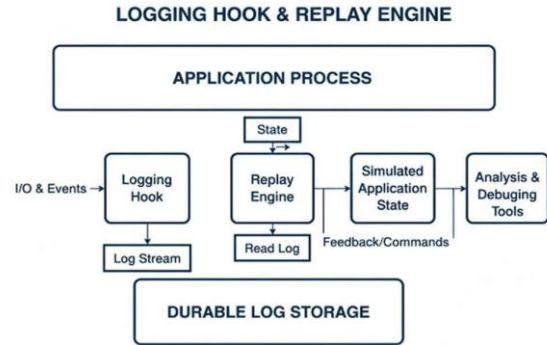 LOGGING HOOK & REPLAY ENGINE
APPLICATION PROCESS
State
I/O & Events
Logging
Hook
Replay
Engine
Simulated
Application
State
Analysis &
Debuging
Tools
Log Stream
Read Log
Feedback/Commands
DURABLE LOG STORAGE